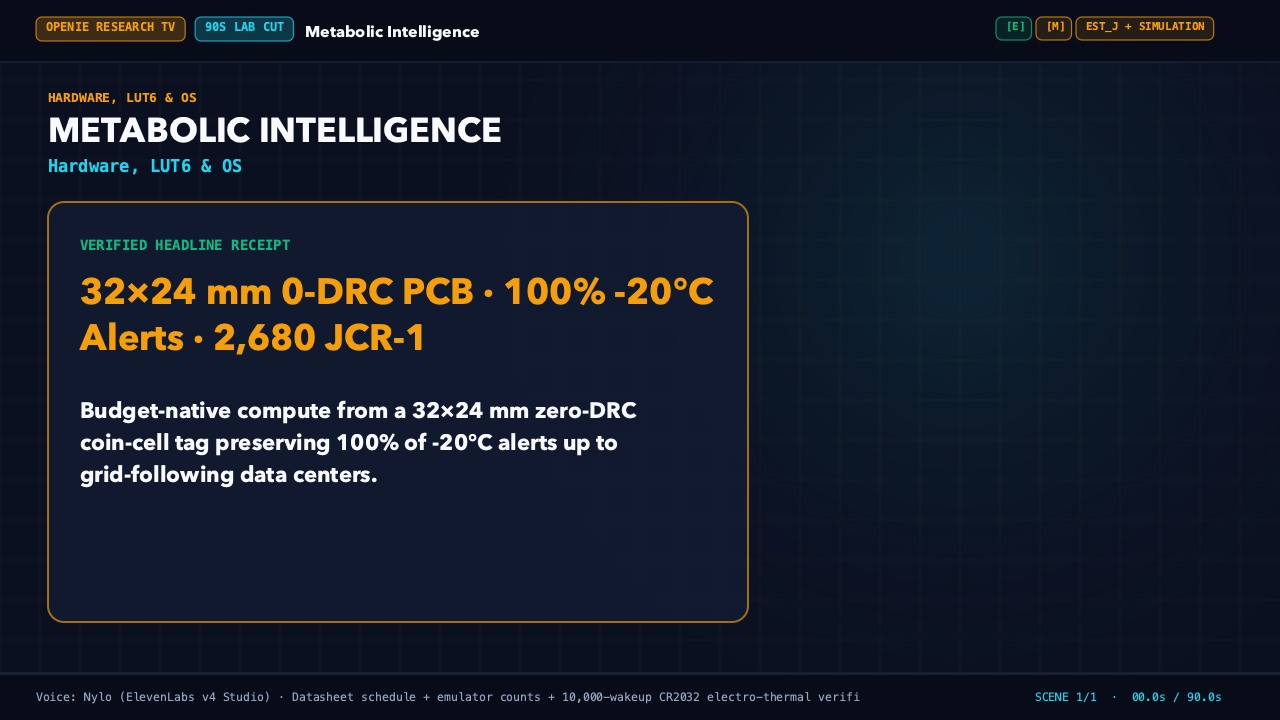 OPENIE RESEARCH TV 90S LAB CUT Metabolic Intelligence [E] [M] EST_J + SIMULATION
HARDWARE, LUT6 & OS
METABOLIC INTELLIGENCE
Hardware, LUT6 & OS
VERIFIED HEADLINE RECEIPT
32×24 mm 0-DRC PCB · 100% -20°C
Alerts · 2,680 JCR-1
Budget-native compute from a 32×24 mm zero-DRC
coin-cell tag preserving 100% of -20°C alerts up to
grid-following data centers.
Voice: Nylo (ElevenLabs v4 Studio) · Datasheet schedule + emulator counts + 10,000-wakeup CR2032 electro-thermal verifi
SCENE 1/1 · 00.0s / 90.0s